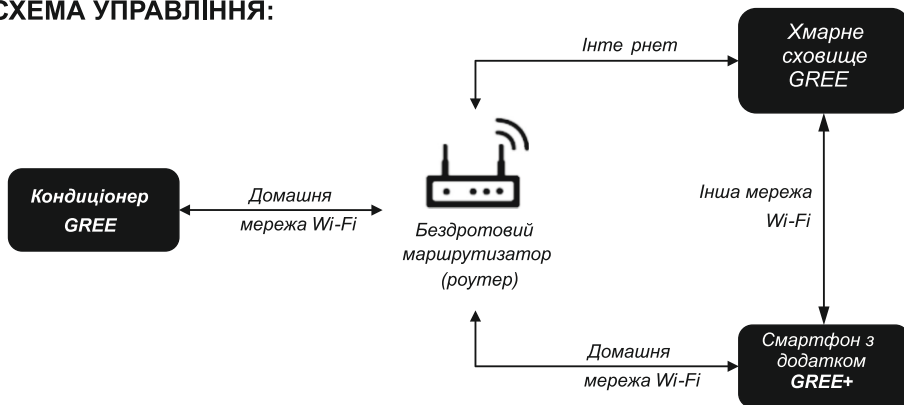 СХЕМА УПРАВЛІННЯ:
Інте рнет
Хмарне
сховище
GREE
Кондиціонер
GREE
Домашня
мережа Wi-Fi
Бездротовий
маршрутизатор
(роутер)
Інша мережа
Wi-Fi
Домашня
мережа Wi-Fi
Смартфон з
додатком
GREE+